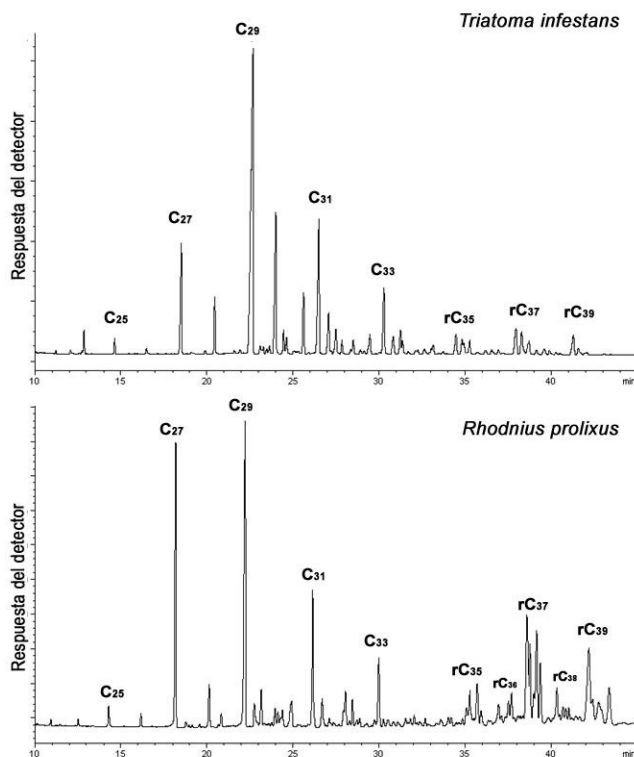 Triatoma infestans
Respuesta del detector
C25
C27
C29
C31
C33
rC35
rC37
rC39
10 15 20 25 30 35 40 min
Rhodnius prolixus
Respuesta del detector
C25
C27
C29
C31
C33
rC35
rC36
rC37
rC38
rC39
10 15 20 25 30 35 40 min